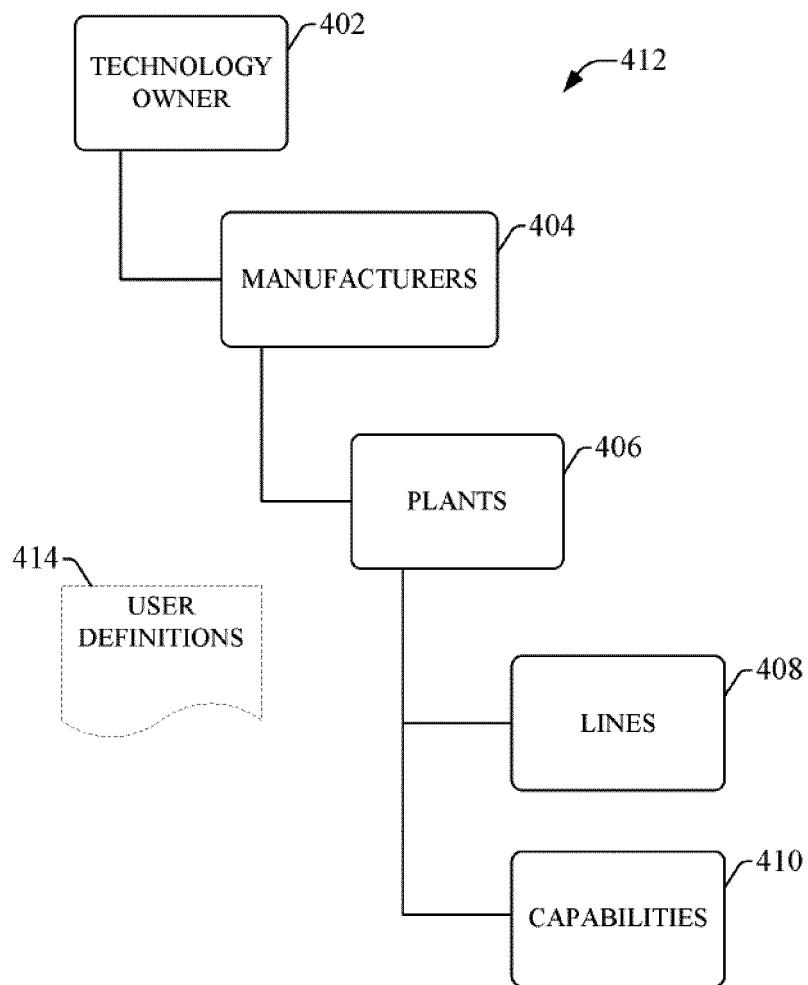 402
TECHNOLOGY
OWNER
412
404
MANUFACTURERS
406
PLANTS
414
USER
DEFINITIONS
408
LINES
410
CAPABILITIES